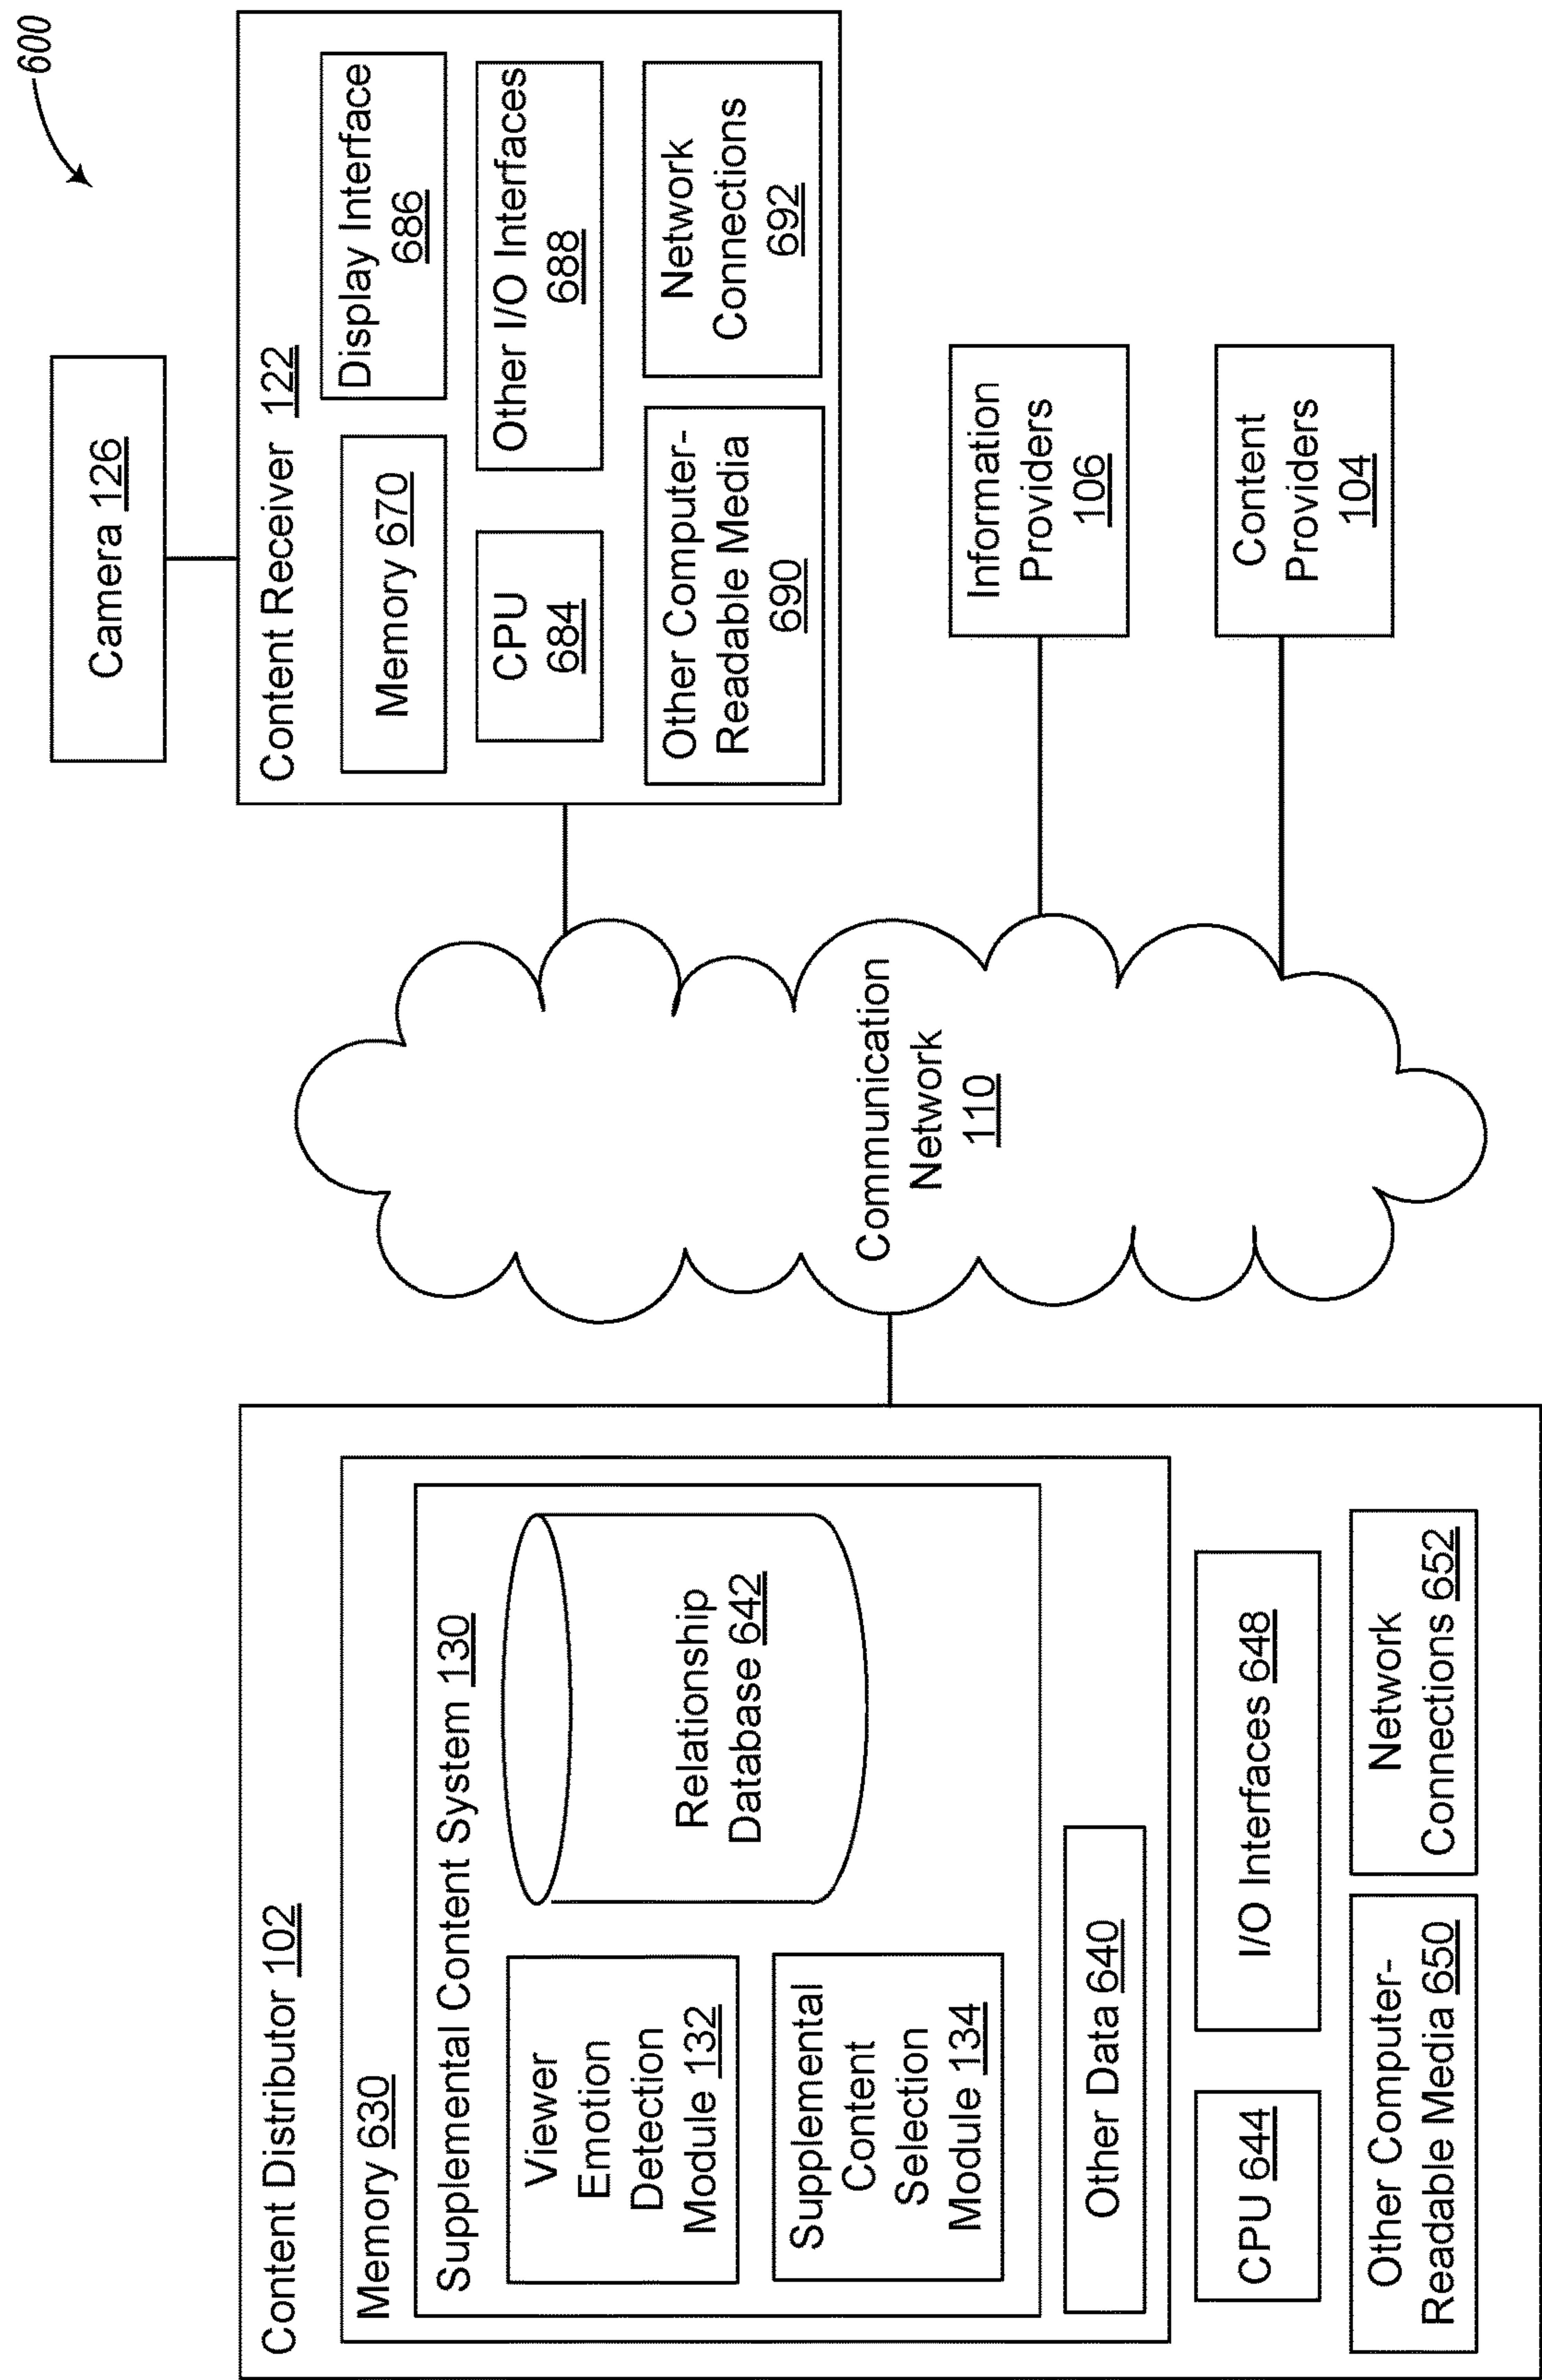 600
Camera 126
Content Receiver 122
Memory 670
Display Interface
686
CPU
684
Other I/O Interfaces
688
Other Computer-
Readable Media
690
Network
Connections
692
Information
Providers
106
Content
Providers
104
Communication
Network
110
Content Distributor 102
Memory 630
Supplemental Content System 130
Viewer
Emotion
Detection
Module 132
Supplemental
Content
Selection
Module 134
Relationship
Database 642
Other Data 640
CPU 644
I/O Interfaces 648
Other Computer-
Readable Media 650
Network
Connections 652